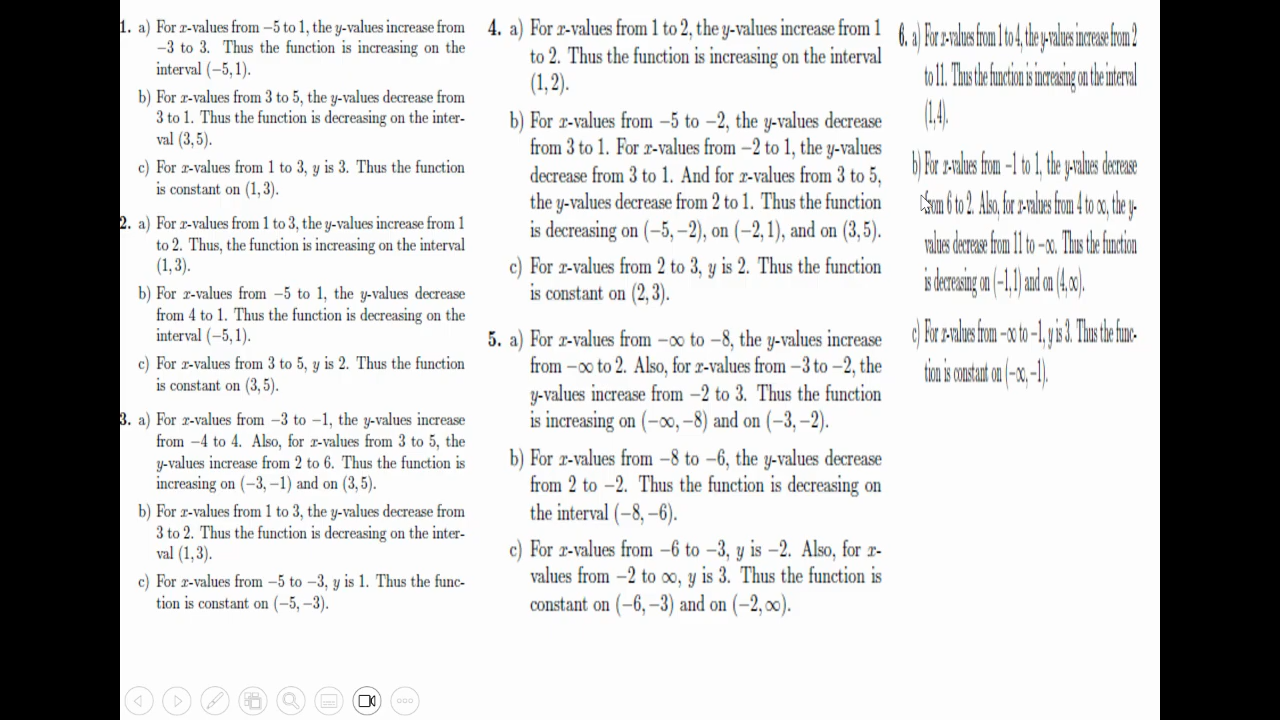 1. a) For x-values from −5 to 1, the y-values increase from
−3 to 3. Thus the function is increasing on the
interval (−5, 1).
b) For x-values from 3 to 5, the y-values decrease from
3 to 1. Thus the function is decreasing on the inter-
val (3, 5).
c) For x-values from 1 to 3, y is 3. Thus the function
is constant on (1, 3).
2. a) For x-values from 1 to 3, the y-values increase from 1
to 2. Thus, the function is increasing on the interval
(1, 3).
b) For x-values from −5 to 1, the y-values decrease
from 4 to 1. Thus the function is decreasing on the
interval (−5, 1).
c) For x-values from 3 to 5, y is 2. Thus the function
is constant on (3, 5).
3. a) For x-values from −3 to −1, the y-values increase
from −4 to 4. Also, for x-values from 3 to 5, the
y-values increase from 2 to 6. Thus the function is
increasing on (−3, −1) and on (3, 5).
b) For x-values from 1 to 3, the y-values decrease from
3 to 2. Thus the function is decreasing on the inter-
val (1, 3).
c) For x-values from −5 to −3, y is 1. Thus the func-
tion is constant on (−5, −3).
4. a) For x-values from 1 to 2, the y-values increase from 1
to 2. Thus the function is increasing on the interval
(1, 2).
b) For x-values from −5 to −2, the y-values decrease
from 3 to 1. For x-values from −2 to 1, the y-values
decrease from 3 to 1. And for x-values from 3 to 5,
the y-values decrease from 2 to 1. Thus the function
is decreasing on (−5, −2), on (−2, 1), and on (3, 5).
c) For x-values from 2 to 3, y is 2. Thus the function
is constant on (2, 3).
5. a) For x-values from −∞ to −8, the y-values increase
from −∞ to 2. Also, for x-values from −3 to −2, the
y-values increase from −2 to 3. Thus the function
is increasing on (−∞, −8) and on (−3, −2).
b) For x-values from −8 to −6, the y-values decrease
from 2 to −2. Thus the function is decreasing on
the interval (−8, −6).
c) For x-values from −6 to −3, y is −2. Also, for x-
values from −2 to ∞, y is 3. Thus the function is
constant on (−6, −3) and on (−2, ∞).
6. a) For x-values from 1 to 4, the y-values increase from 2
to 11. Thus the function is increasing on the interval
(1, 4).
b) For x-values from −1 to 1, the y-values decrease
from 6 to 2. Also, for x-values from 4 to ∞, the y-
values decrease from 11 to −∞. Thus the function
is decreasing on (−1, 1) and on (4, ∞).
c) For x-values from −∞ to −1, y is 3. Thus the func-
tion is constant on (−∞, −1).